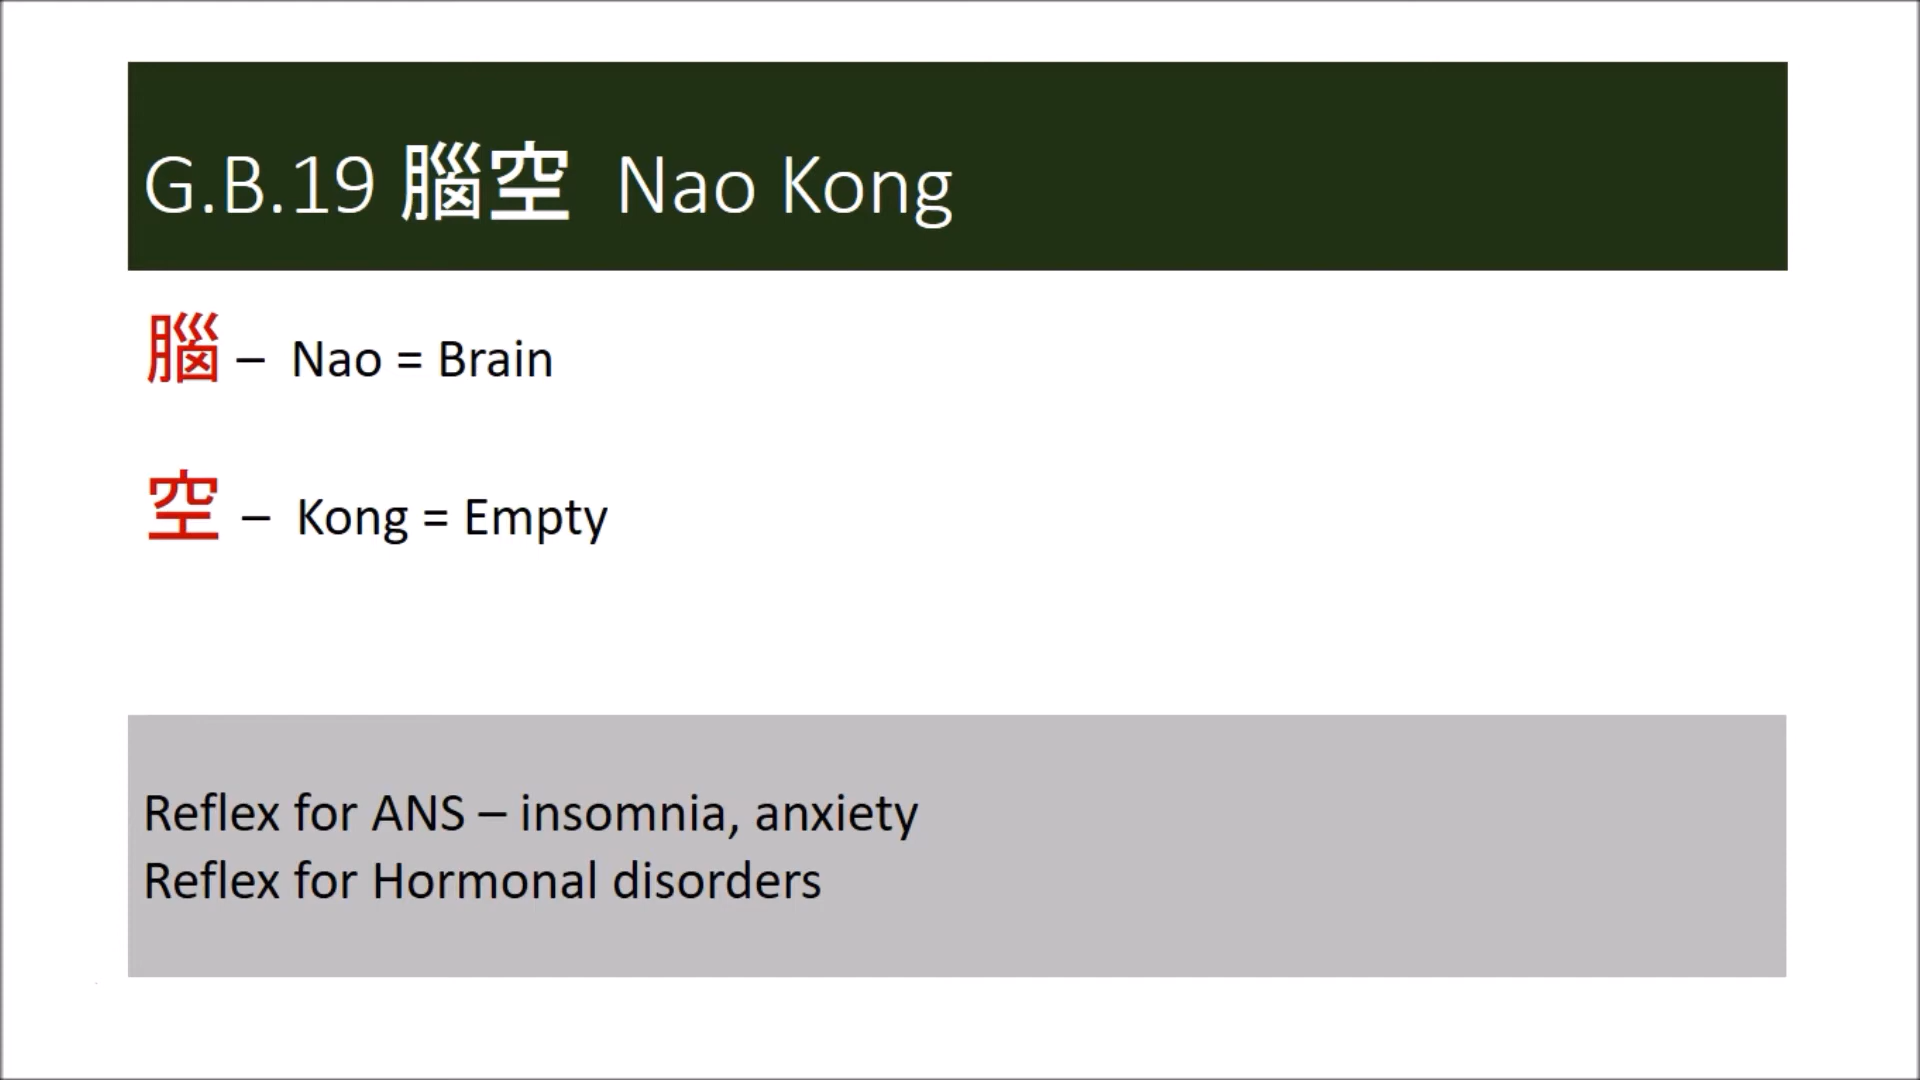 G.B.19 腦空 Nao Kong
腦 – Nao = Brain
空 – Kong = Empty
Reflex for ANS – insomnia, anxiety
Reflex for Hormonal disorders